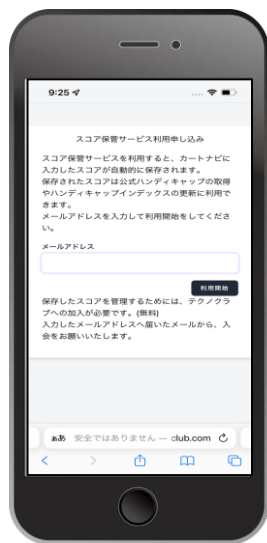 9:25
スコア保管サービス利用申し込み
スコア保管サービスを利用すると、カートナビに
入力したスコアが自動的に保存されます。
保存されたスコアは公式ハンディキャップの取得
やハンディキャップインデックスの更新に利用で
きます。
メールアドレスを入力して利用開始をしてくださ
い。
メールアドレス
利用開始
保存したスコアを管理するためには、テクノクラ
ブへの加入が必要です。(無料)
入力したメールアドレスへ届いたメールから、入
会をお願いいたします。
ぁあ 安全ではありません — club.com